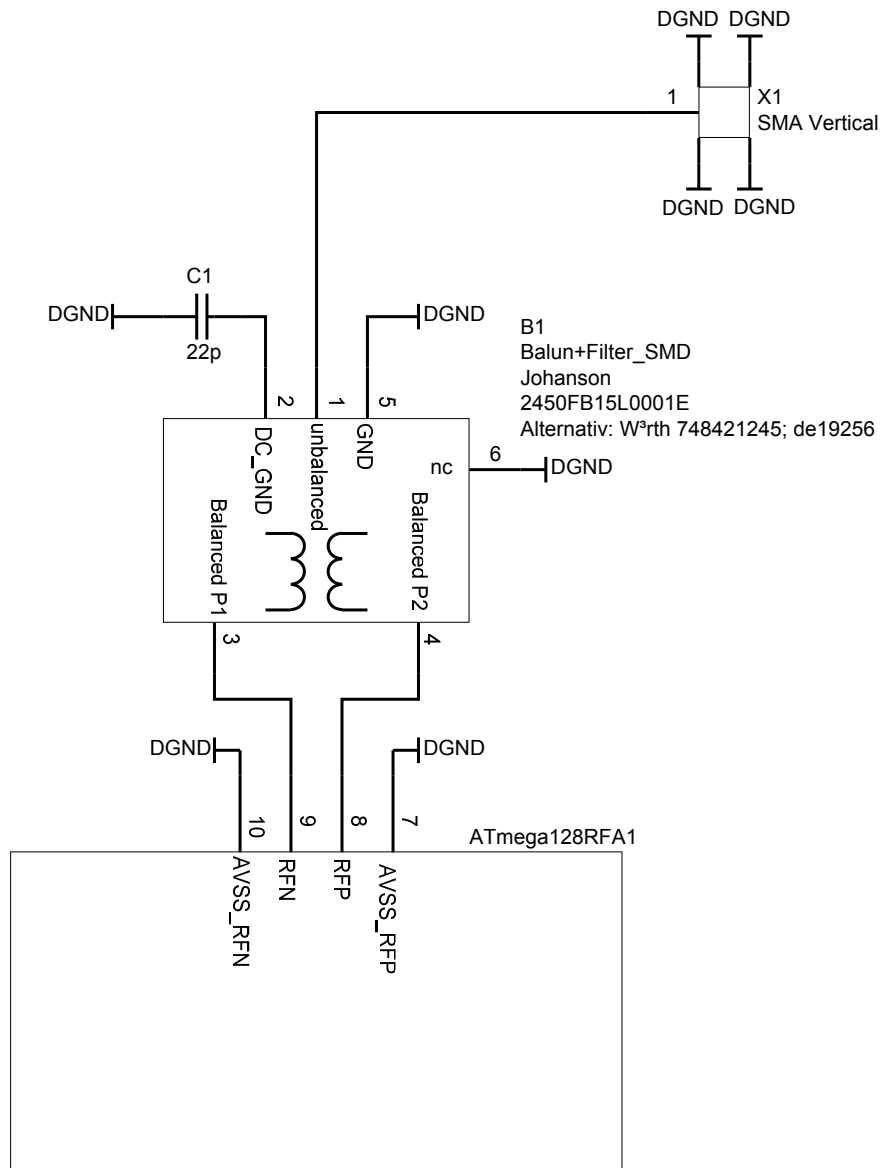 DGND DGND
1
X1
SMA Vertical
DGND DGND
C1
DGND
22p
DGND
B1
Balun+Filter_SMD
Johanson
2450FB15L0001E
Alternativ: W³rth 748421245; de19256
2
1
5
DC_GND
unbalanced
GND
nc
6
DGND
Balanced P1
Balanced P2
3
4
DGND
DGND
10
9
8
7
ATmega128RFA1
AVSS_RFN
RFN
RFP
AVSS_RFP